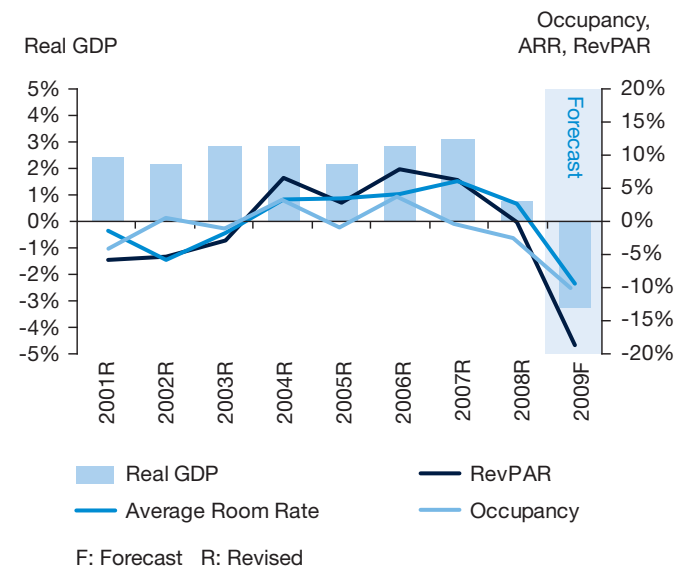 Real GDP
Occupancy,
ARR, RevPAR
5%
4%
3%
2%
1%
0%
-1%
-2%
-3%
-4%
-5%
20%
15%
10%
5%
0%
-5%
-10%
-15%
-20%
Forecast
2001R
2002R
2003R
2004R
2005R
2006R
2007R
2008R
2009F
Real GDP
RevPAR
Average Room Rate
Occupancy
F: Forecast R: Revised